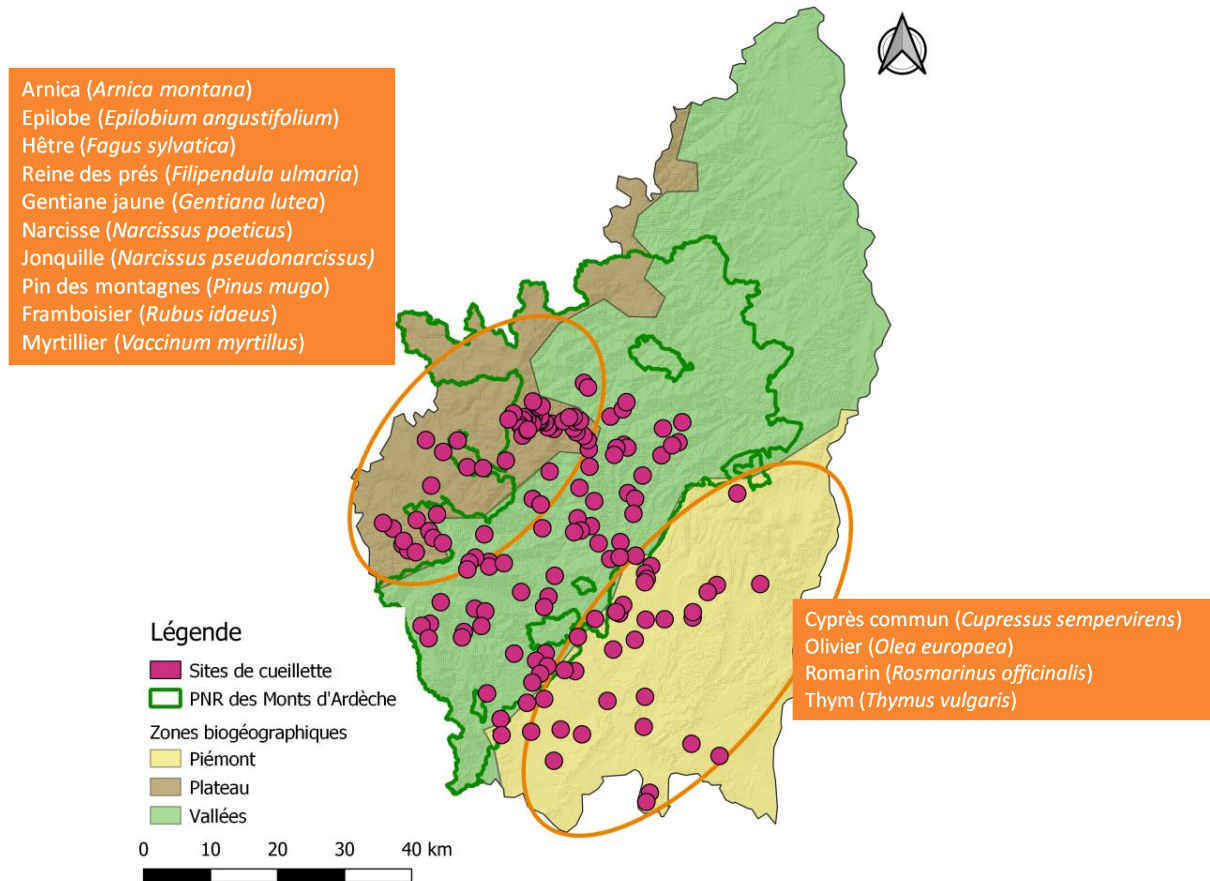 Arnica (Arnica montana)
Epilobe (Epilobium angustifolium)
Hêtre (Fagus sylvatica)
Reine des prés (Filipendula ulmaria)
Gentiane jaune (Gentiana lutea)
Narcisse (Narcissus poeticus)
Jonquille (Narcissus pseudonarcissus)
Pin des montagnes (Pinus mugo)
Framboisier (Rubus idaeus)
Myrtillier (Vaccinum myrtillus)
Cyprès commun (Cupressus sempervirens)
Olivier (Olea europaea)
Romarin (Rosmarinus officinalis)
Thym (Thymus vulgaris)
Légende
Sites de cueillette
PNR des Monts d'Ardèche
Zones biogéographiques
Piémont
Plateau
Vallées
0 10 20 30 40 km